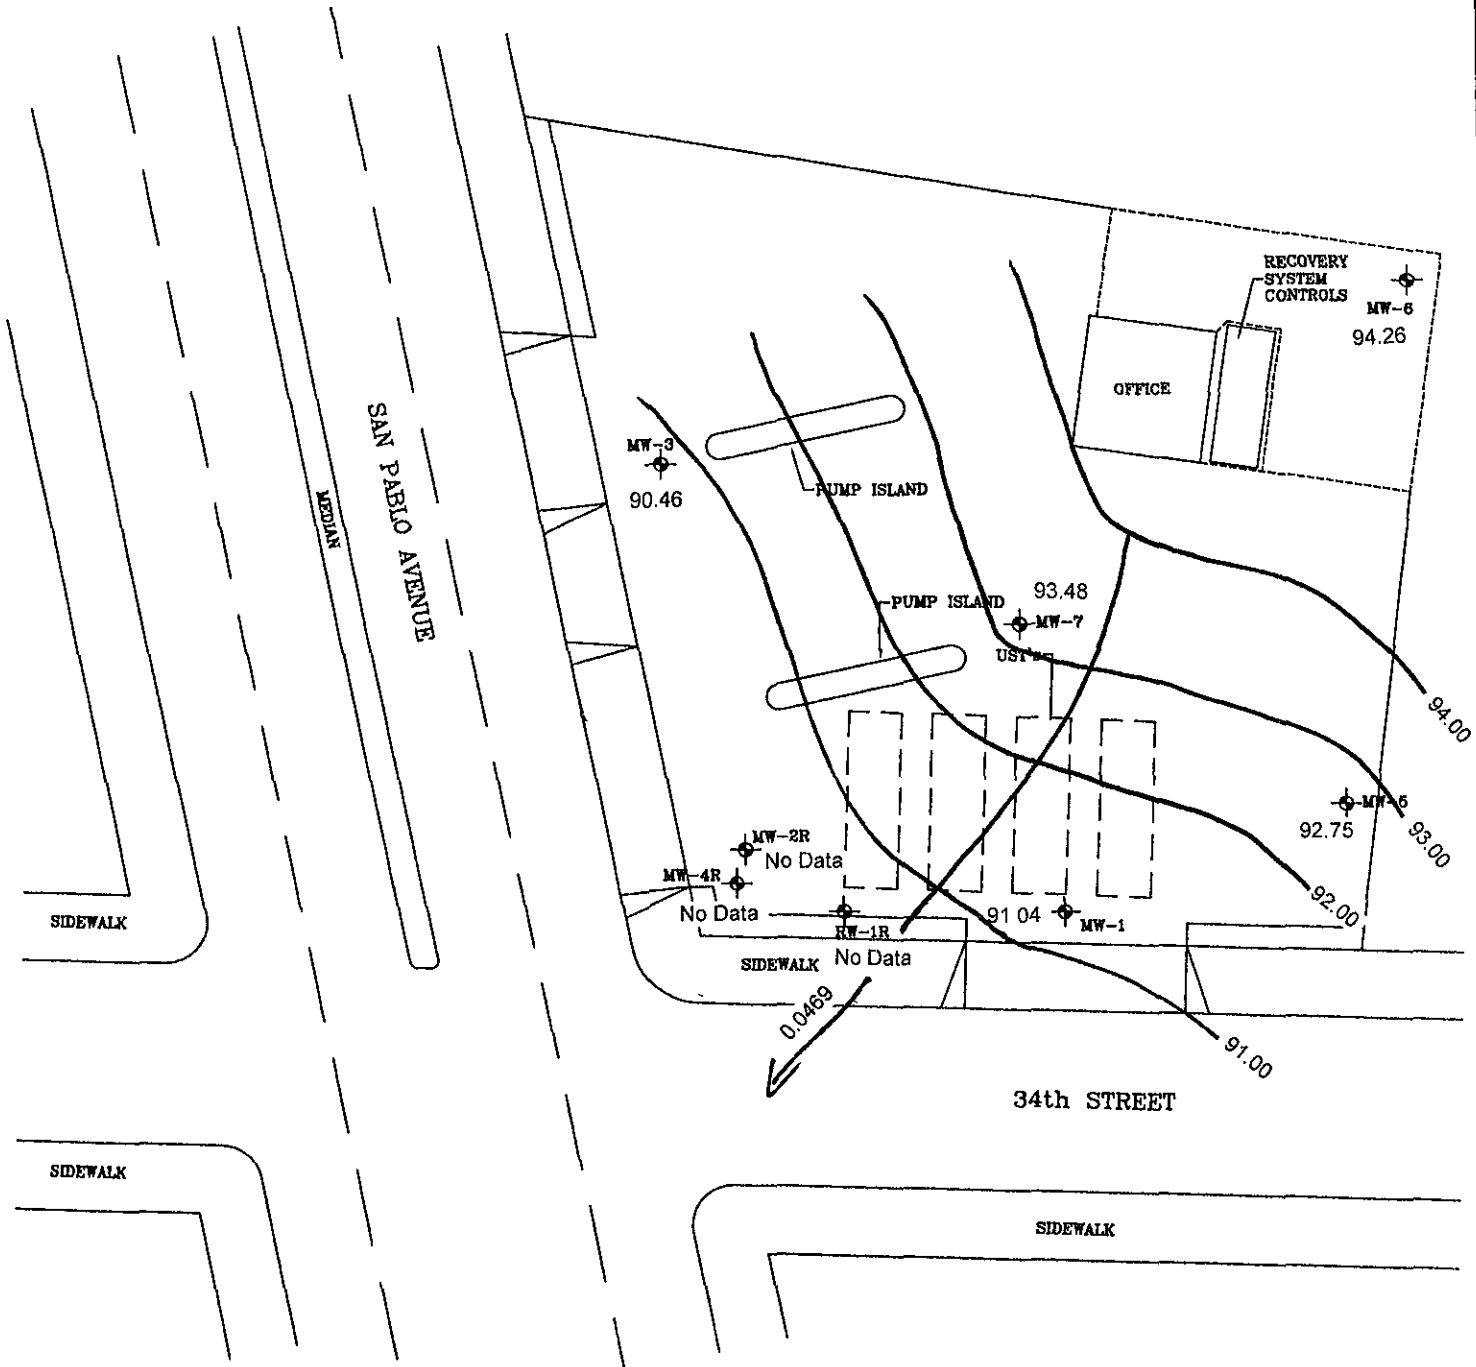 RECOVERY
SYSTEM
CONTROLS
MW-6
94.26
OFFICE
SAN PABLO AVENUE
MEDIAN
MW-3
90.46
PUMP ISLAND
93.48
PUMP ISLAND
MW-7
UST's
94.00
MW-5
92.75
93.00
MW-2R
No Data
MW-4R
No Data
92.00
91 04
MW-1
RW-1R
No Data
SIDEWALK
SIDEWALK
0.0469
91.00
34th STREET
SIDEWALK
SIDEWALK